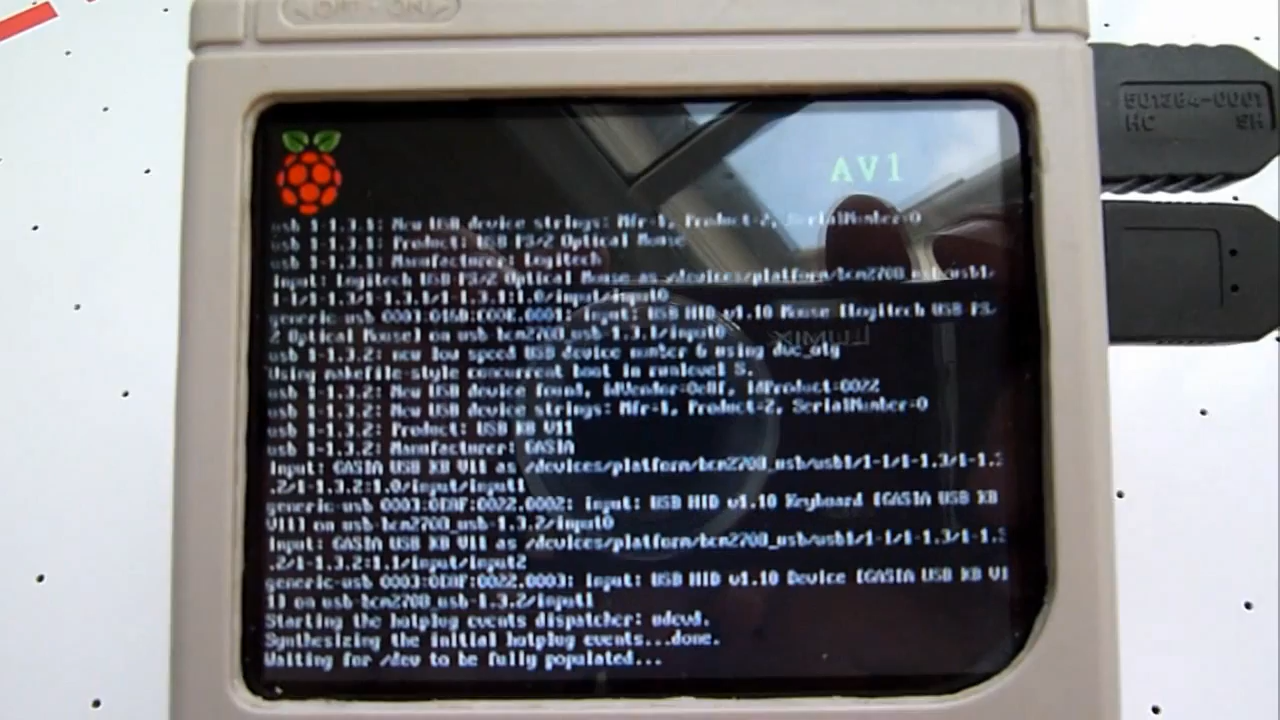 OFF·ON
AV1
501284-0001
HC SH
usb 1-1.3.1: New USB device strings: Mfr=1, Product=2, SerialNumber=0
usb 1-1.3.1: Product: USB PS/2 Optical Mouse
usb 1-1.3.1: Manufacturer: Logitech
input: Logitech USB PS/2 Optical Mouse as /devices/platform/bcm2708_usb/usb1/
1-1/1-1.3/1-1.3.1/1-1.3.1:1.0/input/input0
generic-usb input: USB HID v1.10 Mouse [Logitech USB PS/
2 Optical Mouse] on usb-bcm2708_usb-1.3.1/input0
usb 1-1.3.2: new low speed USB device number 6 using dwc_otg
Using makefile-style concurrent boot in runlevel S.
usb 1-1.3.2: New USB device found, idProduct=0022
usb 1-1.3.2: New USB device strings: Mfr=1, Product=2, SerialNumber=0
usb 1-1.3.2: Product: USB KB V11
usb 1-1.3.2: Manufacturer: GASIA
input: GASIA USB KB V11 as /devices/platform/bcm2708_usb/usb1/1-1/1-1.3/1-1.3
.2/1-1.3.2:1.0/input/input1
generic-usb input: USB HID v1.10 Keyboard [GASIA USB KB
V11] on usb-bcm2708_usb-1.3.2/input0
input: GASIA USB KB V11 as /devices/platform/bcm2708_usb/usb1/1-1/1-1.3/1-1.3
.2/1-1.3.2:1.1/input/input2
generic-usb input: USB HID v1.10 Device [GASIA USB KB V1
1] on usb-bcm2708_usb-1.3.2/input1
Starting the hotplug events dispatcher: udevd.
Synthesizing the initial hotplug events...done.
Waiting for /dev to be fully populated...